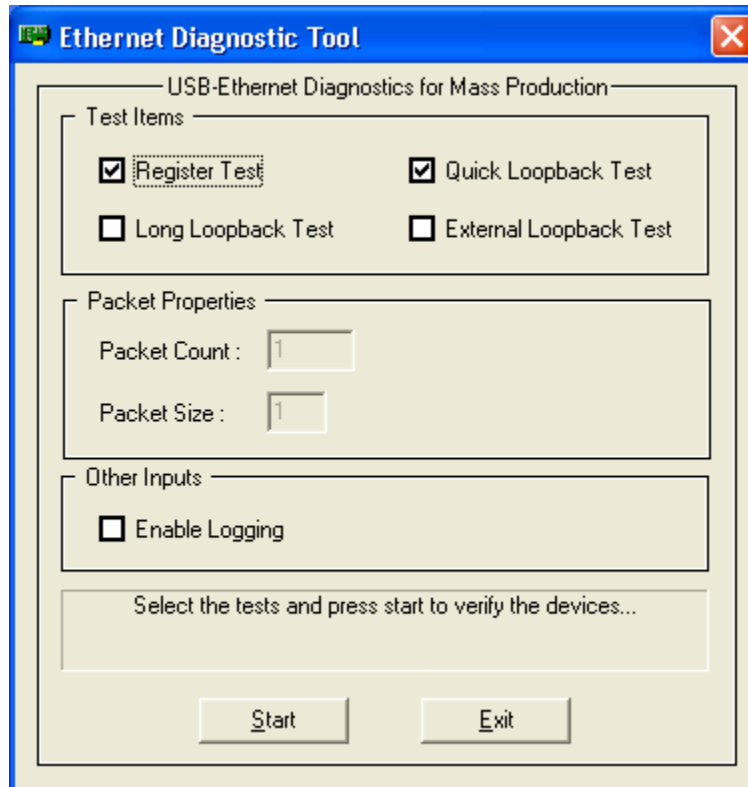 Ethernet Diagnostic Tool
USB-Ethernet Diagnostics for Mass Production
Test Items
Register Test
Quick Loopback Test
Long Loopback Test
External Loopback Test
Packet Properties
Packet Count :
1
Packet Size :
1
Other Inputs
Enable Logging
Select the tests and press start to verify the devices...
Start
Exit